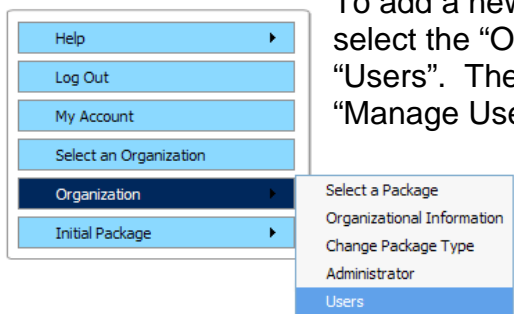 To add a new
select the “O
“Users”. The
“Manage Use
Help
Log Out
My Account
Select an Organization
Organization
Initial Package
Select a Package
Organizational Information
Change Package Type
Administrator
Users